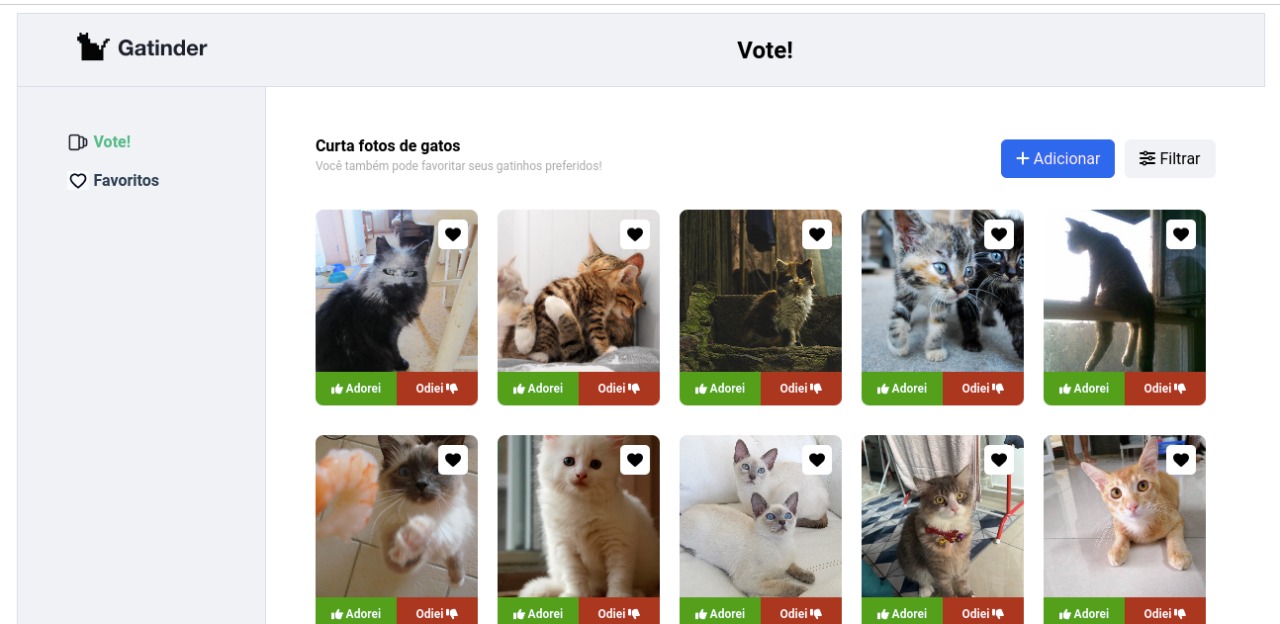 Gatinder
Vote!
Vote!
Favoritos
Curta fotos de gatos
Você também pode favoritar seus gatinhos preferidos!
Adicionar
Filtrar
Adorei Odiei Adorei Odiei Adorei Odiei Adorei Odiei Adorei Odiei
Adorei Odiei Adorei Odiei Adorei Odiei Adorei Odiei Adorei Odiei